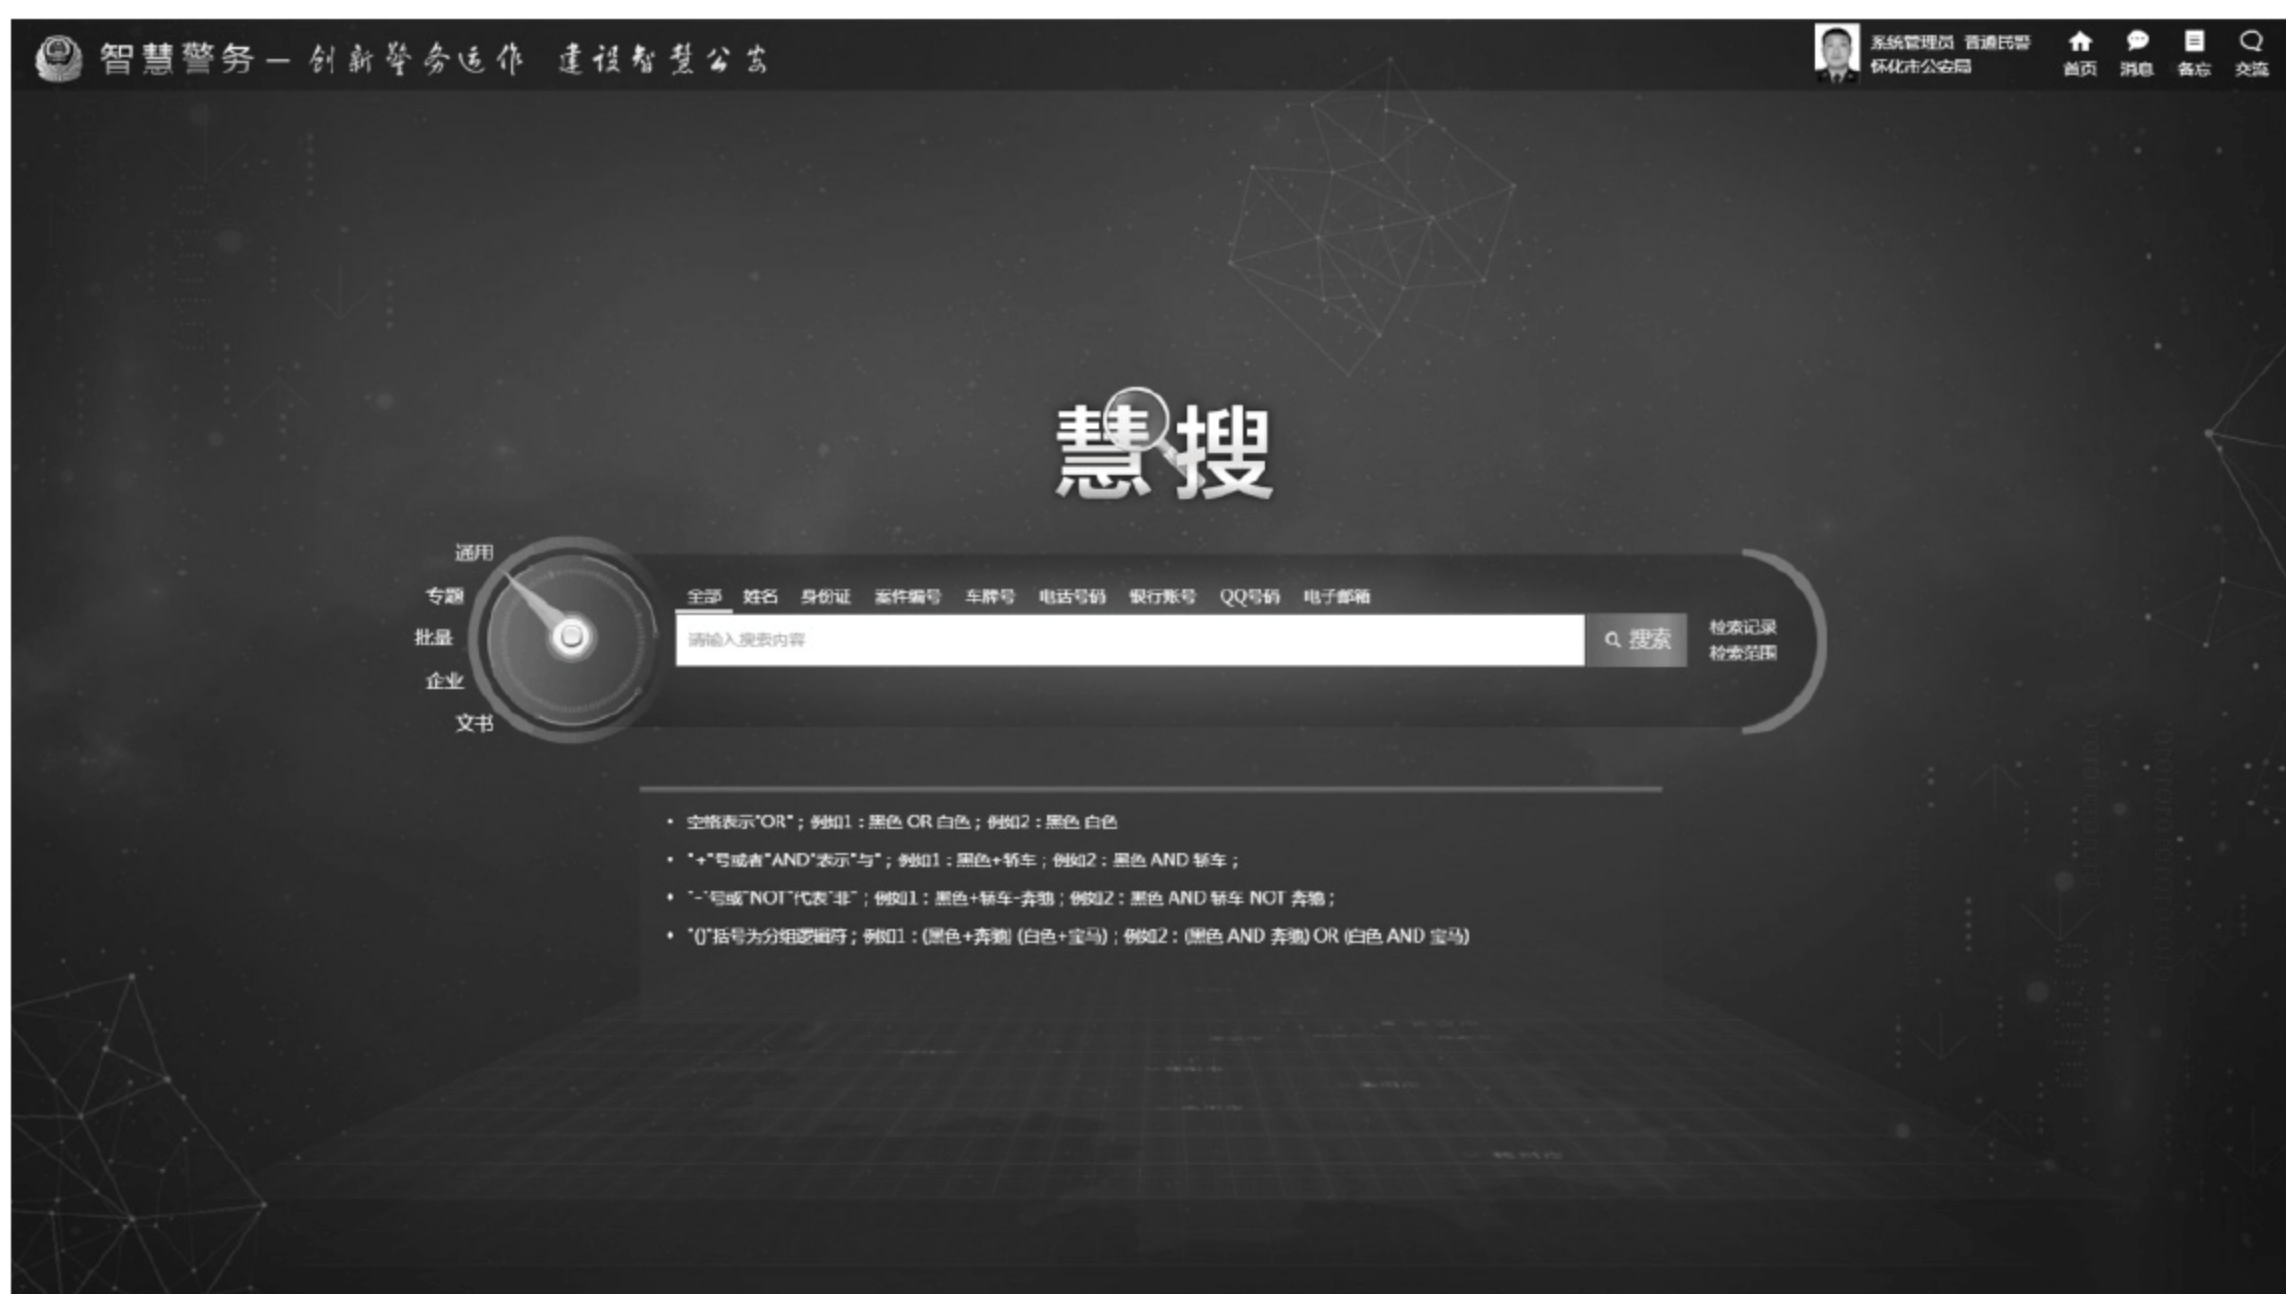 智慧警务 — 创新警务运作 建设智慧公安
系统管理员 普通民警
怀化市公安局
首页 消息 备忘 交流
慧搜
通用
专题
批量
企业
文书
全部 姓名 身份证 案件编号 车牌号 电话号码 银行账号 QQ号码 电子邮箱
请输入搜索内容
搜索
检索记录
检索范围
• 空格表示"OR"；例如1：黑色 OR 白色；例如2：黑色 白色
• "+"号或者"AND"表示"与"；例如1：黑色+轿车；例如2：黑色 AND 轿车；
• "-"号或"NOT"代表"非"；例如1：黑色+轿车-奔驰；例如2：黑色 AND 轿车 NOT 奔驰；
• "()"括号为分组逻辑符；例如1：(黑色+奔驰) (白色+宝马)；例如2：(黑色 AND 奔驰) OR (白色 AND 宝马)